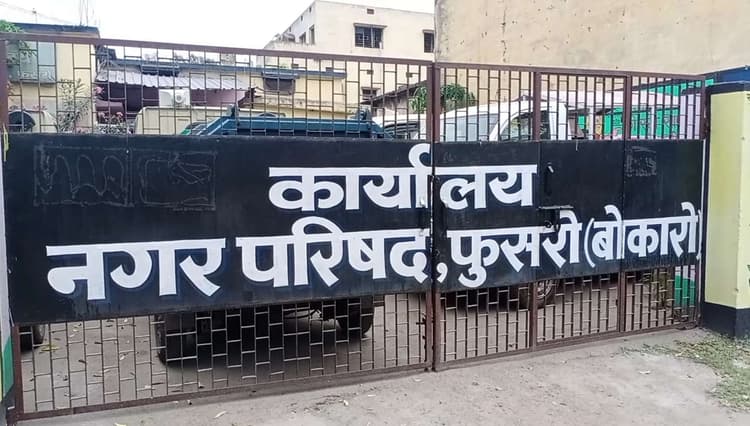 कार्यालय
नगर परिषद, फुसरो (बोकारो)